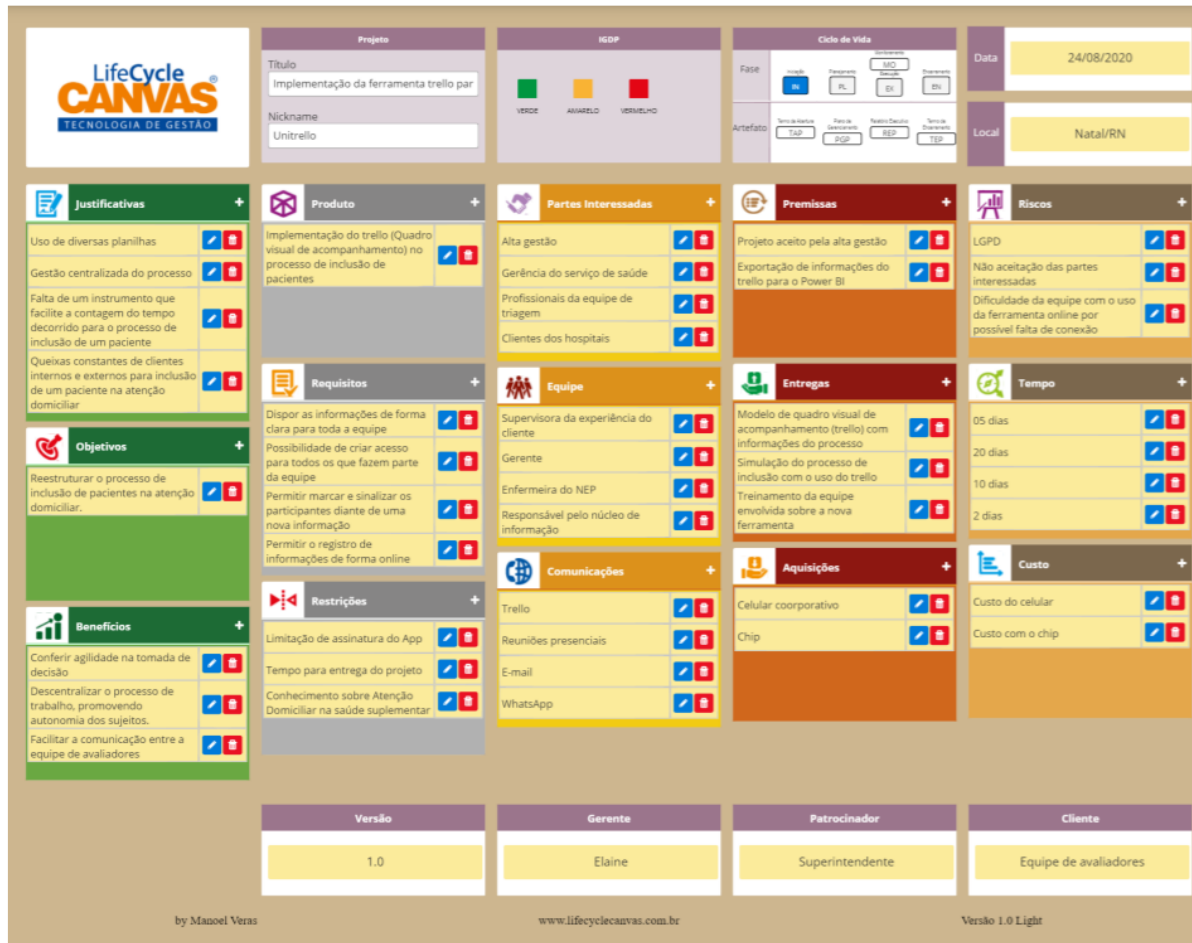 LifeCycle
CANVAS
®
TECNOLOGIA DE GESTÃO
Projeto
Título
Implementação da ferramenta trello par
Nickname
Unitrello
IGDP
VERDE
AMARELO
VERMELHO
Ciclo de Vida
Fase
Iniciação
IN
Planejamento
PL
Monitoramento
MO
Execução
EX
Encerramento
EN
Artefato
Termo de Abertura
TAP
Plano de
Gerenciamento
PGP
Relatório Executivo
REP
Termo de
Encerramento
TEP
Data
24/08/2020
Local
Natal/RN
Justificativas +
Uso de diversas planilhas
Gestão centralizada do processo
Falta de um instrumento que
facilite a contagem do tempo
decorrido para o processo de
inclusão de um paciente
Queixas constantes de clientes
internos e externos para inclusão
de um paciente na atenção
domiciliar
Objetivos +
Reestruturar o processo de
inclusão de pacientes na atenção
domiciliar.
Benefícios +
Conferir agilidade na tomada de
decisão
Descentralizar o processo de
trabalho, promovendo
autonomia dos sujeitos.
Facilitar a comunicação entre a
equipe de avaliadores
Produto +
Implementação do trello (Quadro
visual de acompanhamento) no
processo de inclusão de
pacientes
Requisitos +
Dispor as informações de forma
clara para toda a equipe
Possibilidade de criar acesso
para todos os que fazem parte
da equipe
Permitir marcar e sinalizar os
participantes diante de uma
nova informação
Permitir o registro de
informações de forma online
Restrições +
Limitação de assinatura do App
Tempo para entrega do projeto
Conhecimento sobre Atenção
Domiciliar na saúde suplementar
Partes Interessadas +
Alta gestão
Gerência do serviço de saúde
Profissionais da equipe de
triagem
Clientes dos hospitais
Equipe +
Supervisora da experiência do
cliente
Gerente
Enfermeira do NEP
Responsável pelo núcleo de
informação
Comunicações +
Trello
Reuniões presenciais
E-mail
WhatsApp
Premissas +
Projeto aceito pela alta gestão
Exportação de informações do
trello para o Power BI
Entregas +
Modelo de quadro visual de
acompanhamento (trello) com
informações do processo
Simulação do processo de
inclusão com o uso do trello
Treinamento da equipe
envolvida sobre a nova
ferramenta
Aquisições +
Celular coorporativo
Chip
Riscos +
LGPD
Não aceitação das partes
interessadas
Dificuldade da equipe com o uso
da ferramenta online por
possível falta de conexão
Tempo +
05 dias
20 dias
10 dias
2 dias
Custo +
Custo do celular
Custo com o chip
Versão
1.0
Gerente
Elaine
Patrocinador
Superintendente
Cliente
Equipe de avaliadores
by Manoel Veras
www.lifecyclecanvas.com.br
Versão 1.0 Light